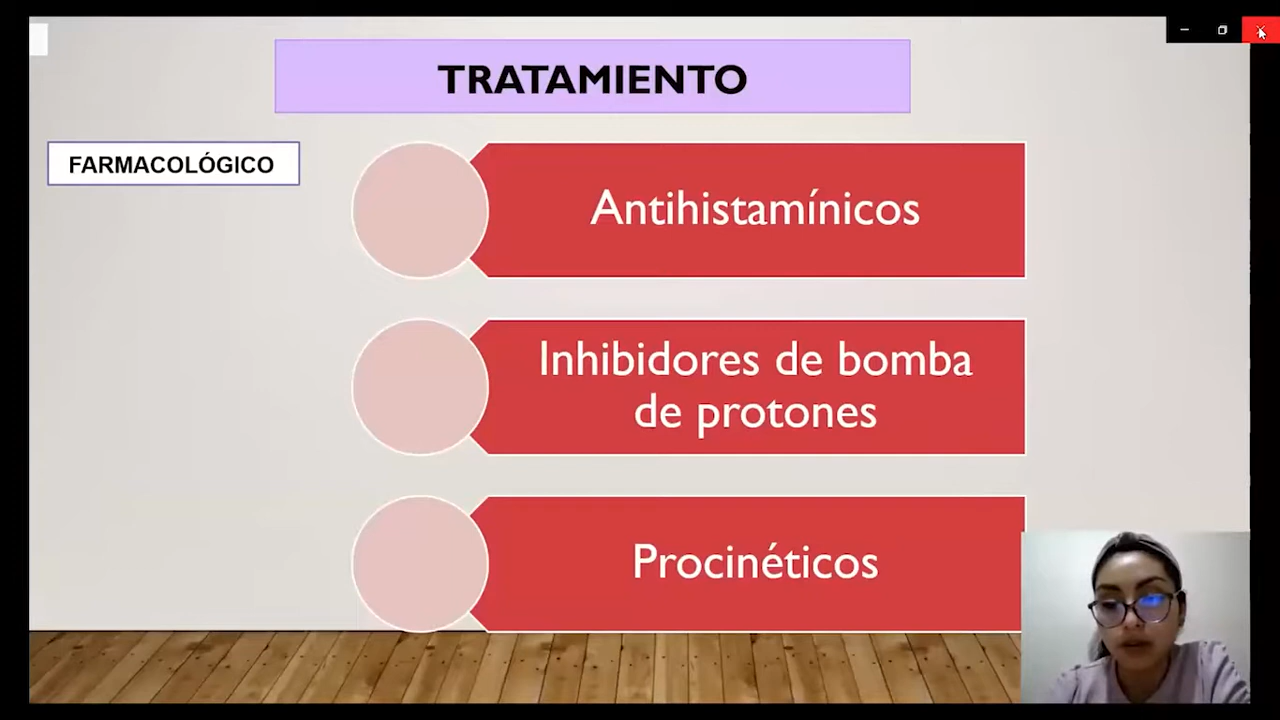 TRATAMIENTO
FARMACOLÓGICO
Antihistamínicos
Inhibidores de bomba
de protones
Procinéticos